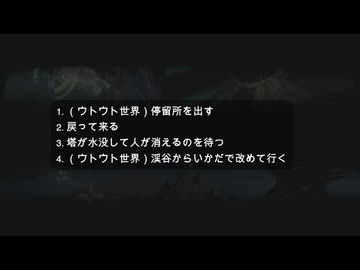 1. （ウトウト世界）停留所を出す
2. 戻って来る
3. 塔が水没して人が消えるのを待つ
4. （ウトウト世界）渓谷からいかだで改めて行く